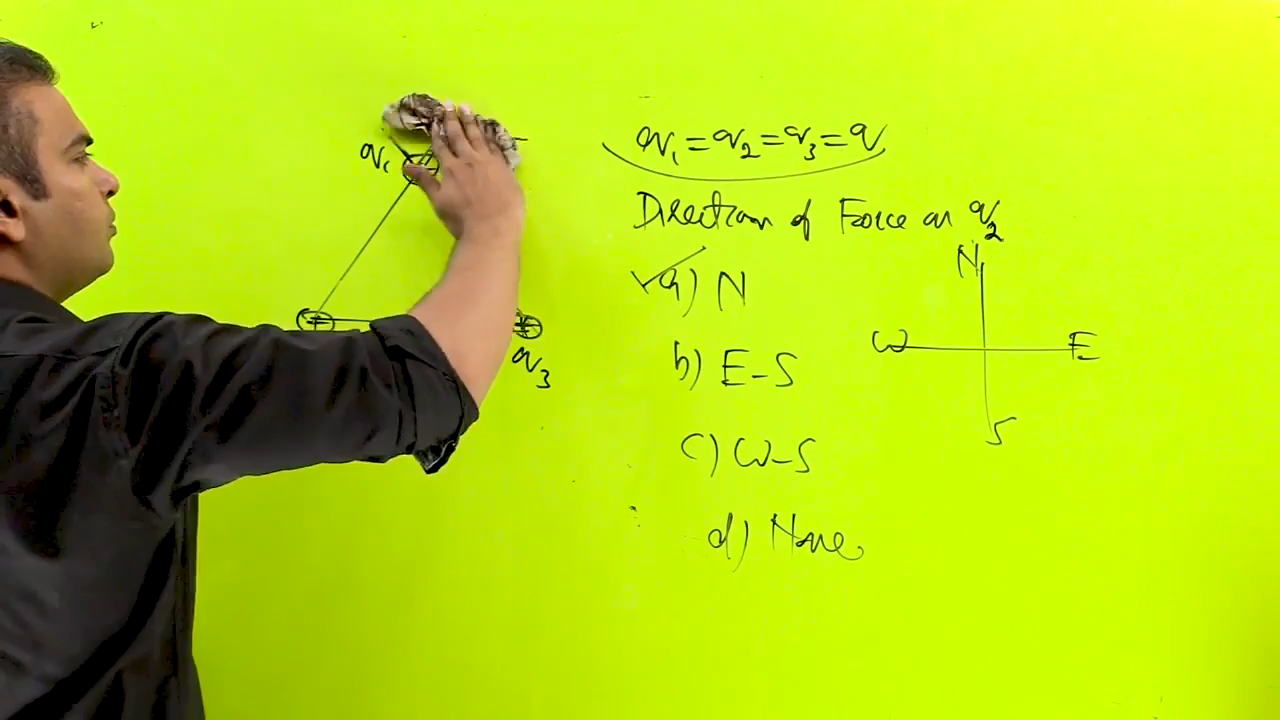 q₁ = q₂ = q₃ = q
Direction of Force on q₂
a) N
b) E-S
c) W-S
d) None
N
W E
S
q₁
q₃